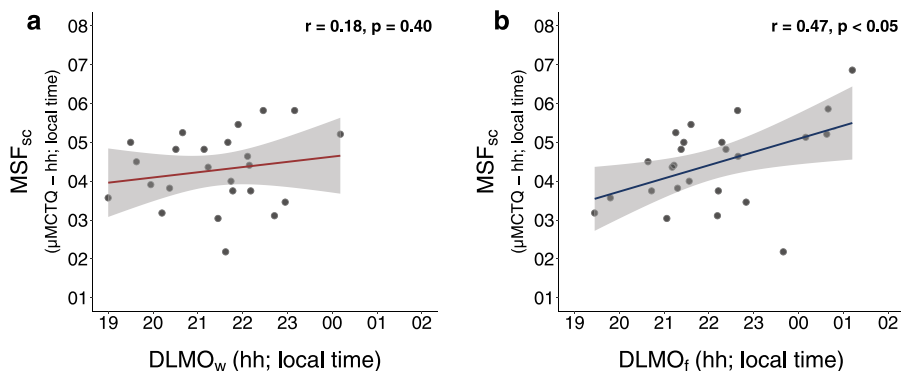 a
r = 0.18, p = 0.40
MSFsc
(µMCTQ – hh; local time)
08
07
06
05
04
03
02
01
19 20 21 22 23 00 01 02
DLMOw (hh; local time)
b
r = 0.47, p < 0.05
MSFsc
(µMCTQ – hh; local time)
08
07
06
05
04
03
02
01
19 20 21 22 23 00 01 02
DLMOf (hh; local time)